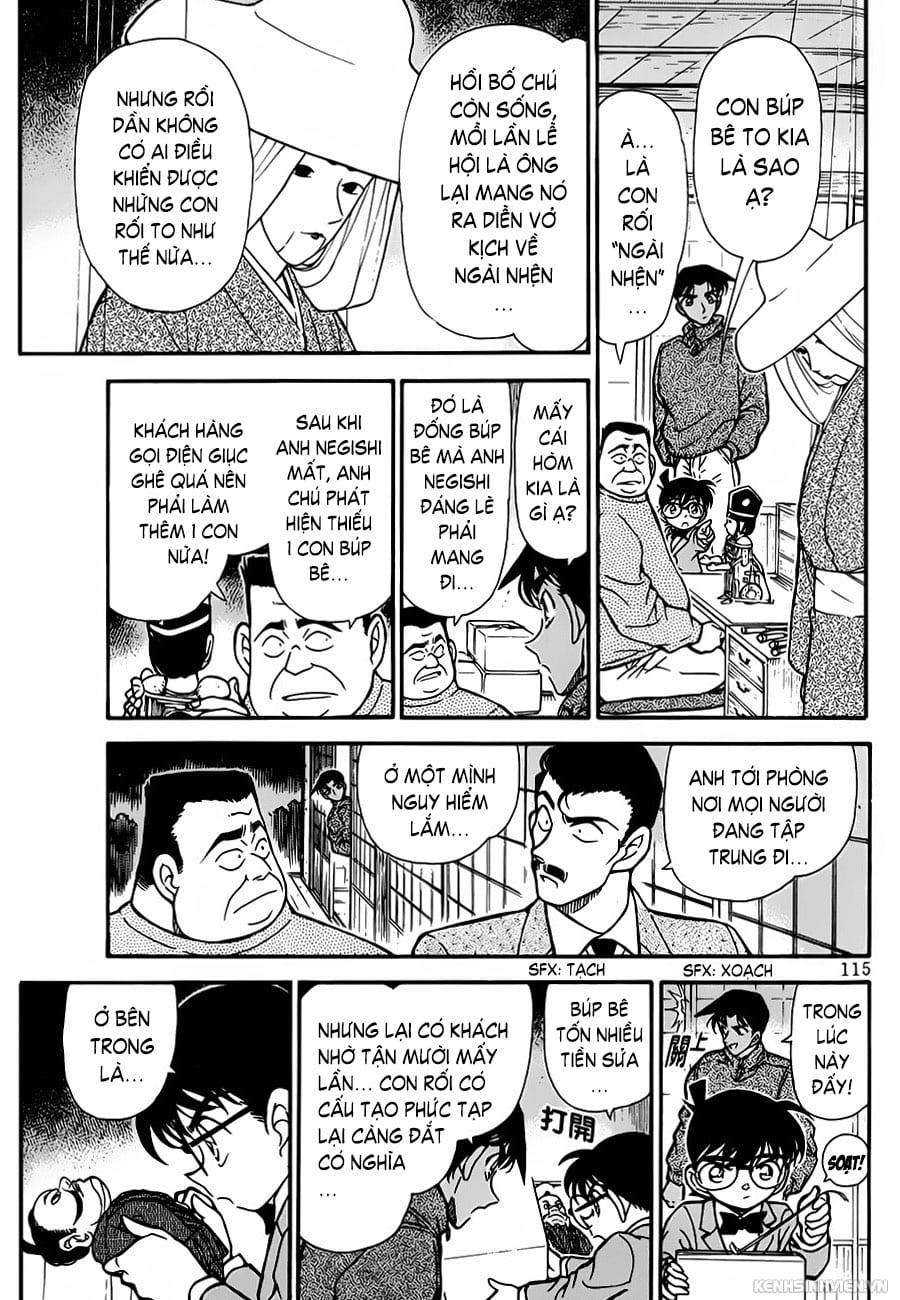 CON BÚP
BÊ TO KIA
LÀ SAO
Ạ?
À...
LÀ
CON
RỐI
"NGÀI
NHỆN"
...
HỒI BỐ CHÚ
CÒN SỐNG,
MỖI LẦN LỄ
HỘI LÀ ÔNG
LẠI MANG NÓ
RA DIỄN VỞ
KỊCH VỀ
NGÀI NHỆN
...
NHƯNG RỒI
DẦN KHÔNG
CÓ AI ĐIỀU
KHIỂN ĐƯỢC
NHỮNG CON
RỐI TO NHƯ
THẾ NỮA...
MẤY
CÁI
HÒM
KIA LÀ
GÌ Ạ?
ĐÓ LÀ
ĐỐNG BÚP
BÊ MÀ ANH
NEGISHI
ĐÁNG LẼ
PHẢI
MANG
ĐI...
SAU KHI
ANH NEGISHI
MẤT, ANH
CHÚ PHÁT
HIỆN THIẾU
1 CON BÚP
BÊ...
KHÁCH HÀNG
GỌI ĐIỆN GIỤC
GHÊ QUÁ NÊN
PHẢI LÀM
THÊM 1 CON
NỮA!
ANH TỚI PHÒNG
NƠI MỌI NGƯỜI
ĐANG TẬP
TRUNG ĐI...
Ở MỘT MÌNH
NGUY HIỂM
LẮM...
SFX: TẠCH
SFX: XOẠCH
115
TRONG
LÚC
NÀY
ĐẤY!
關上
SOẠT!
BÚP BÊ
TỐN NHIỀU
TIỀN SỬA
...
打開
NHƯNG LẠI CÓ KHÁCH
NHỜ TẬN MƯỜI MẤY
LẦN... CON RỐI CÓ
CẤU TẠO PHỨC TẠP
LẠI CÀNG ĐẮT
CÓ NGHĨA
...
Ở BÊN
TRONG
LÀ...
KENHSINHVIEN.VN